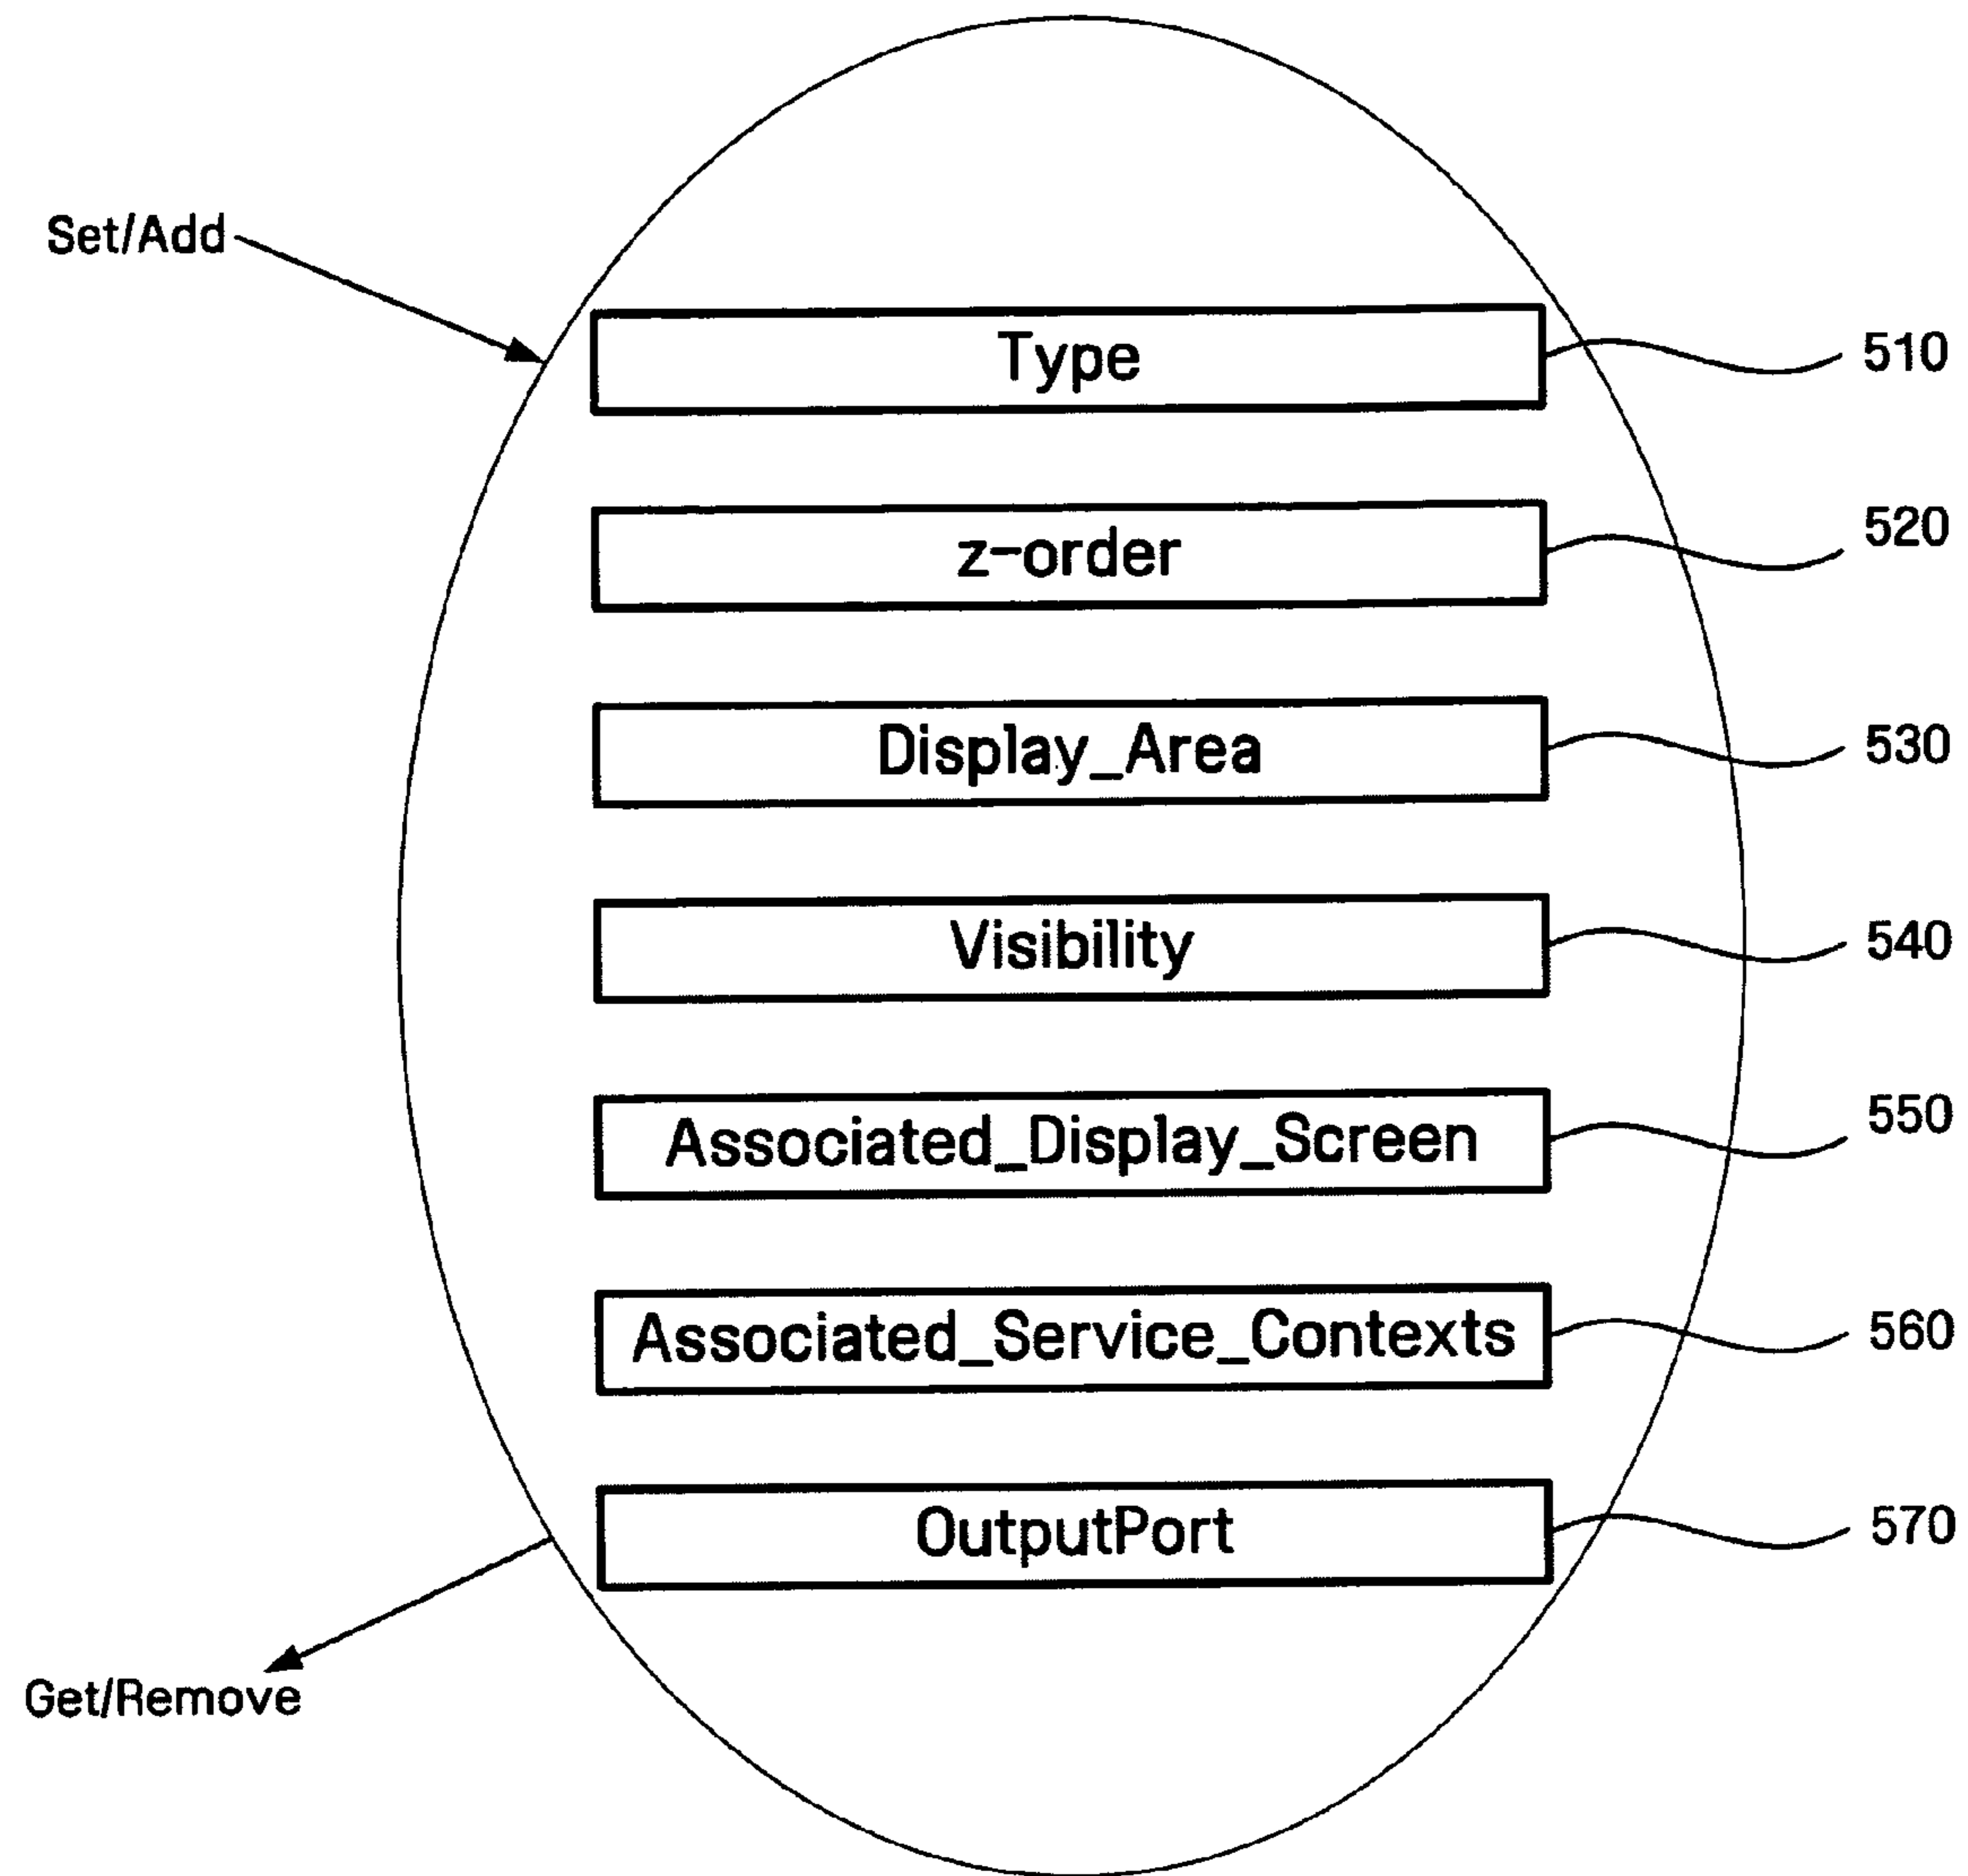 Set/Add
Type
510
z-order
520
Display_Area
530
Visibility
540
Associated_Display_Screen
550
Associated_Service_Contexts
560
OutputPort
570
Get/Remove